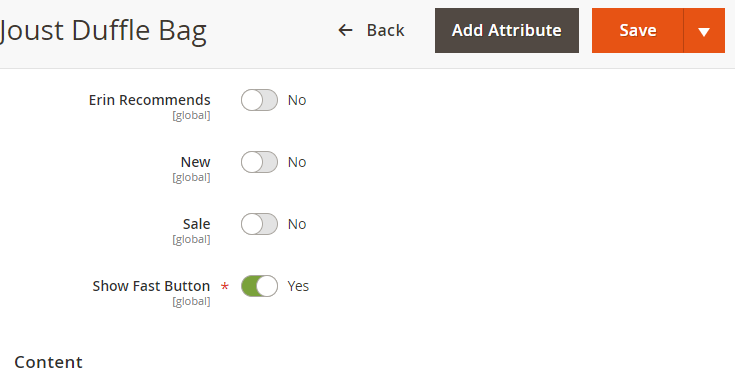 Joust Duffle Bag
Back
Add Attribute
Save
Erin Recommends
[global]
No
New
[global]
No
Sale
[global]
No
Show Fast Button *
[global]
Yes
Content